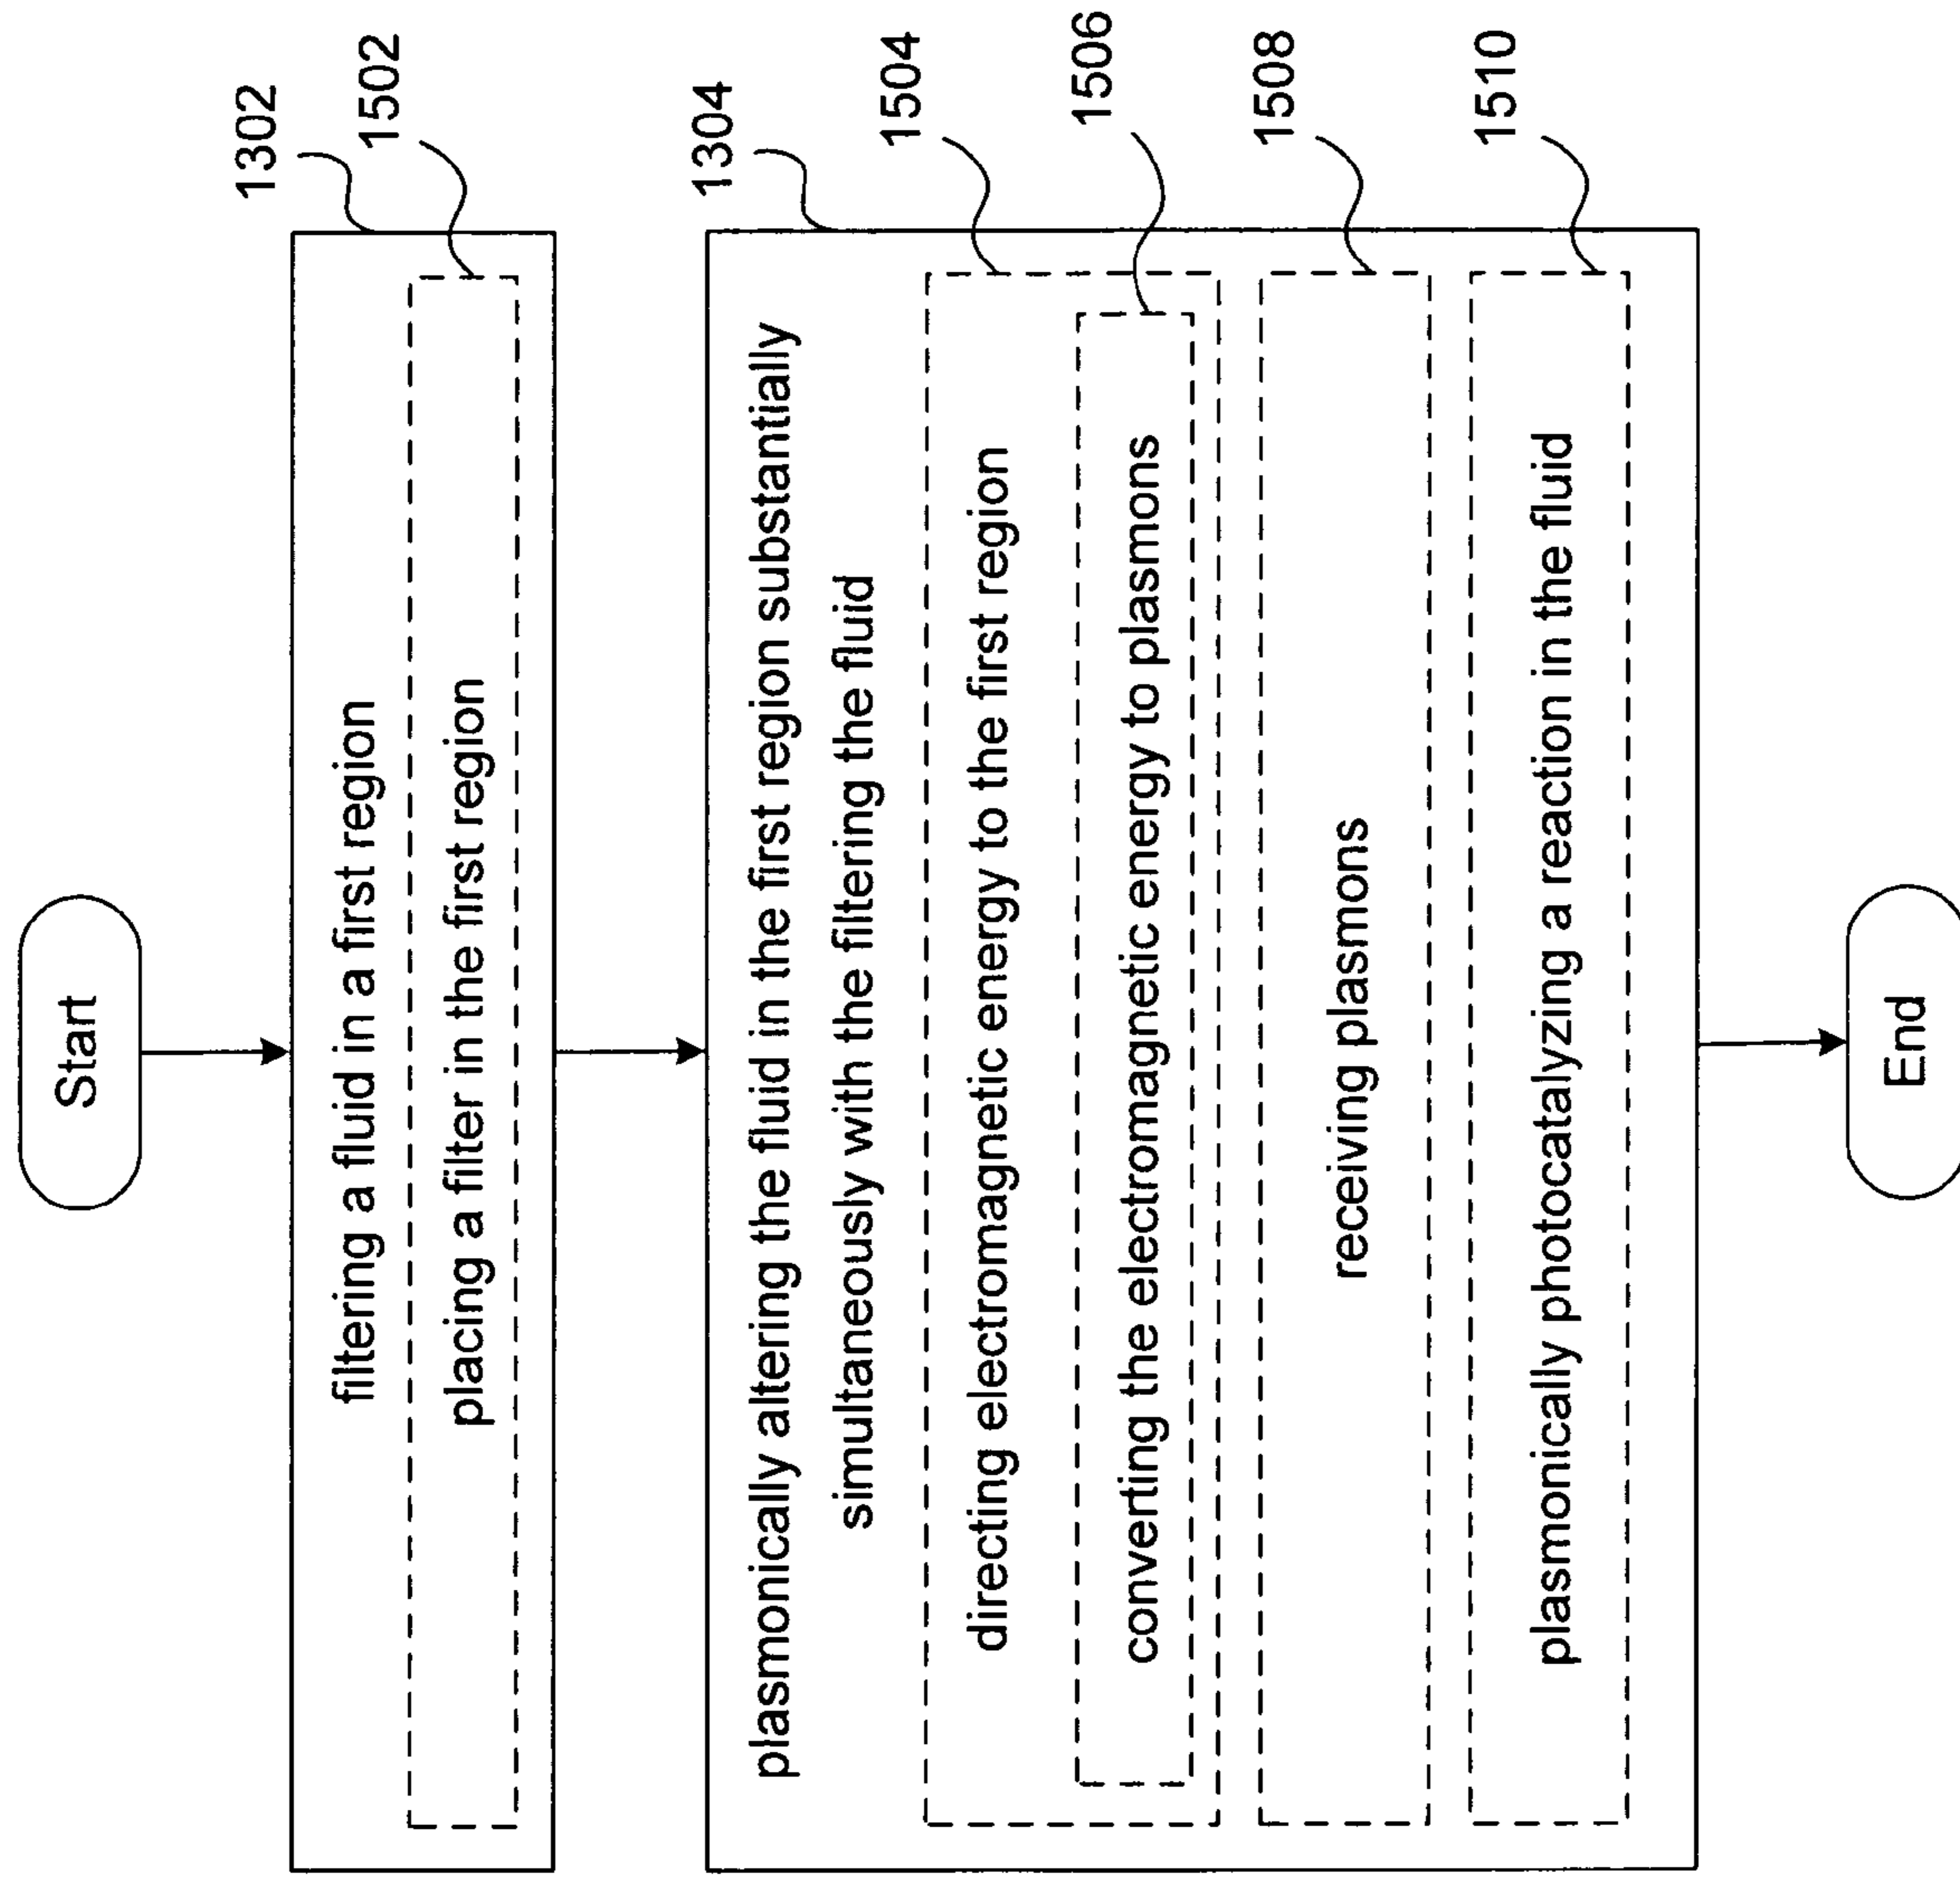 Start
1302
filtering a fluid in a first region
1502
placing a filter in the first region
1304
plasmonically altering the fluid in the first region substantially
simultaneously with the filtering the fluid
1504
directing electromagnetic energy to the first region
1506
converting the electromagnetic energy to plasmons
1508
receiving plasmons
1510
plasmonically photocatalyzing a reaction in the fluid
End